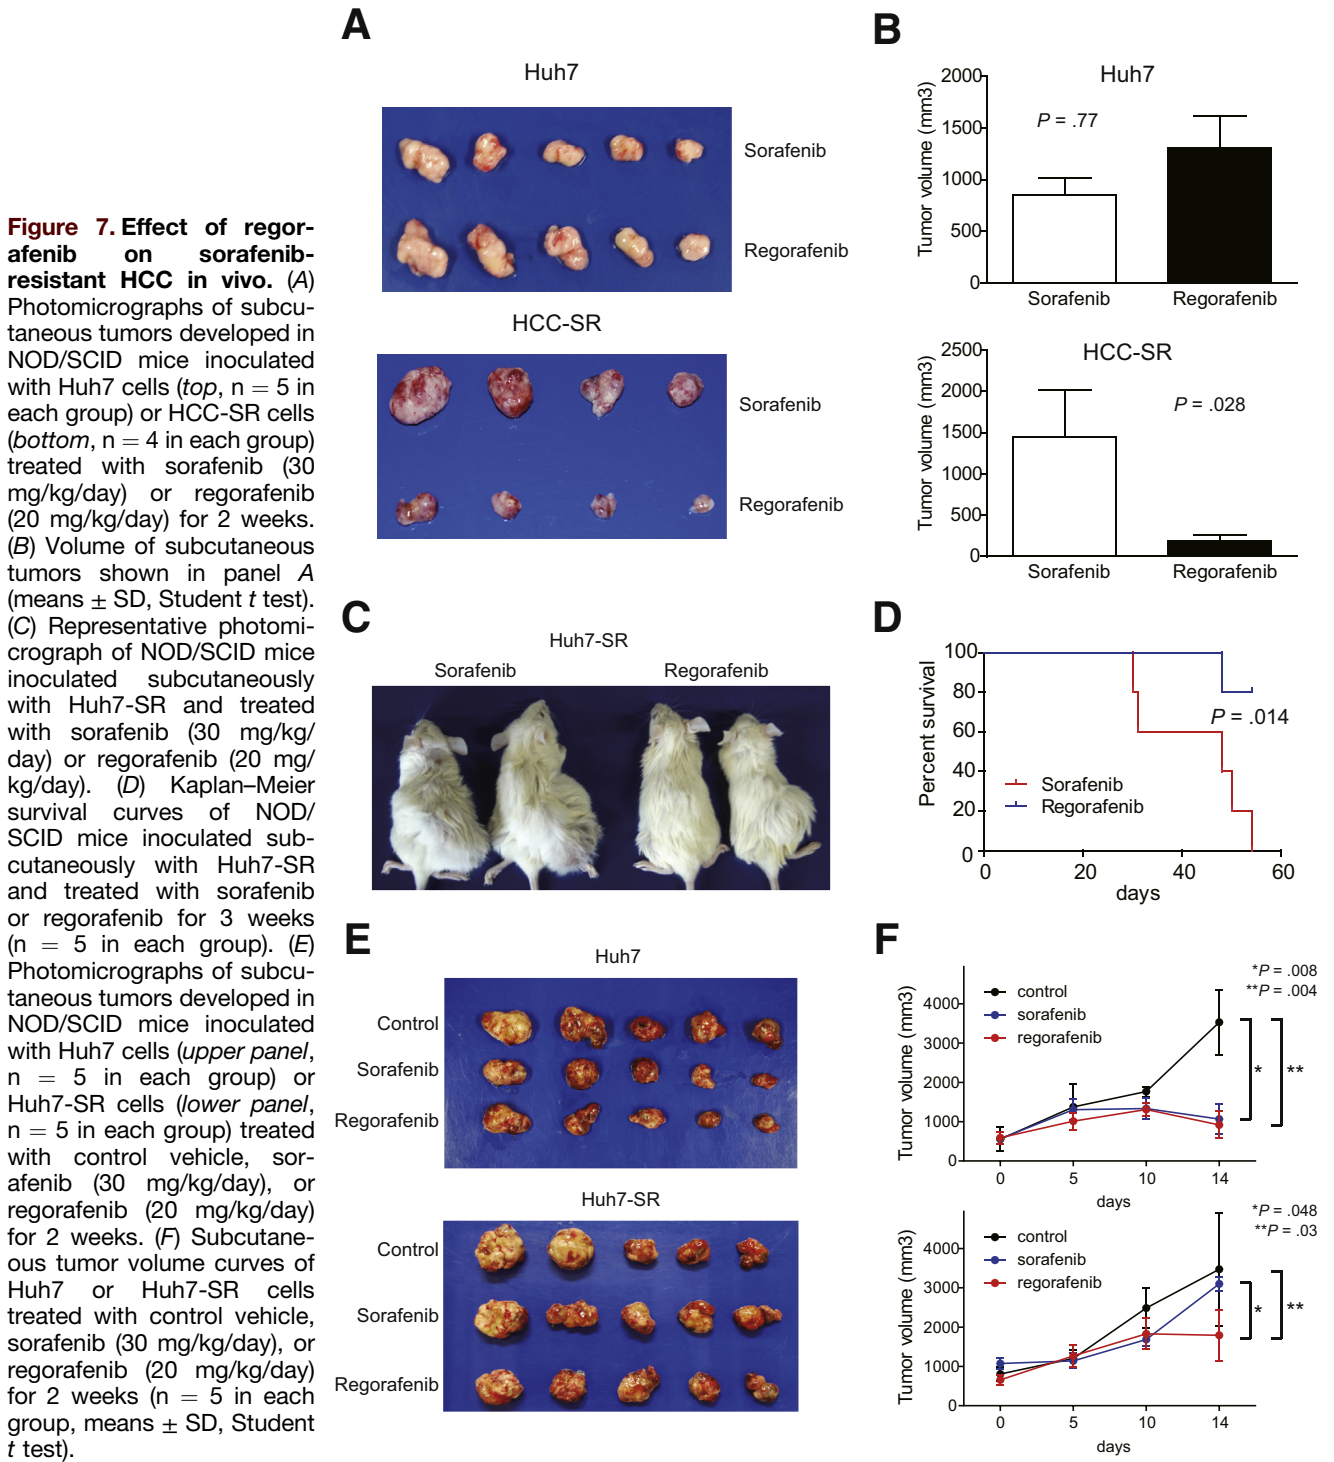 Figure 7. Effect of regor-
afenib on sorafenib-
resistant HCC in vivo. (A)
Photomicrographs of subcu-
taneous tumors developed in
NOD/SCID mice inoculated
with Huh7 cells (top, n = 5 in
each group) or HCC-SR cells
(bottom, n = 4 in each group)
treated with sorafenib (30
mg/kg/day) or regorafenib
(20 mg/kg/day) for 2 weeks.
(B) Volume of subcutaneous
tumors shown in panel A
(means ± SD, Student t test).
(C) Representative photomi-
crograph of NOD/SCID mice
inoculated subcutaneously
with Huh7-SR and treated
with sorafenib (30 mg/kg/
day) or regorafenib (20 mg/
kg/day). (D) Kaplan–Meier
survival curves of NOD/
SCID mice inoculated sub-
cutaneously with Huh7-SR
and treated with sorafenib
or regorafenib for 3 weeks
(n = 5 in each group). (E)
Photomicrographs of subcu-
taneous tumors developed in
NOD/SCID mice inoculated
with Huh7 cells (upper panel,
n = 5 in each group) or
Huh7-SR cells (lower panel,
n = 5 in each group) treated
with control vehicle, sor-
afenib (30 mg/kg/day), or
regorafenib (20 mg/kg/day)
for 2 weeks. (F) Subcutane-
ous tumor volume curves of
Huh7 or Huh7-SR cells
treated with control vehicle,
sorafenib (30 mg/kg/day), or
regorafenib (20 mg/kg/day)
for 2 weeks (n = 5 in each
group, means ± SD, Student
t test).
A
Huh7
Sorafenib
Regorafenib
HCC-SR
Sorafenib
Regorafenib
B
Huh7
P = .77
Tumor volume (mm3)
2000
1500
1000
500
0
Sorafenib Regorafenib
HCC-SR
P = .028
Tumor volume (mm3)
2500
2000
1500
1000
500
0
Sorafenib Regorafenib
C
Huh7-SR
Sorafenib Regorafenib
D
Percent survival
100
80
60
40
20
0
P = .014
Sorafenib
Regorafenib
0 20 40 60
days
E
Huh7
Control
Sorafenib
Regorafenib
Huh7-SR
Control
Sorafenib
Regorafenib
F
*P = .008
**P = .004
control
sorafenib
regorafenib
Tumor volume (mm3)
4000
3000
2000
1000
0
* **
0 5 10 14
days
*P = .048
**P = .03
control
sorafenib
regorafenib
Tumor volume (mm3)
4000
3000
2000
1000
0
* **
0 5 10 14
days